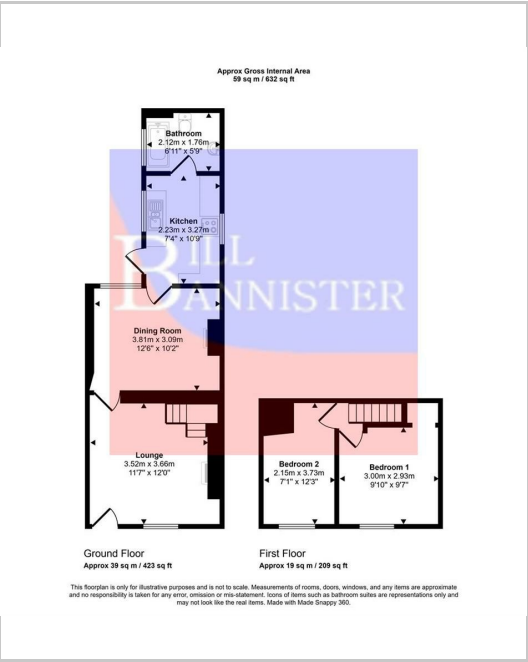 Approx Gross Internal Area
59 sq m / 632 sq ft
Bathroom
2.12m x 1.76m
6'11" x 5'9"
Kitchen
2.23m x 3.27m
7'4" x 10'9"
BILL
BANNISTER
Dining Room
3.81m x 3.09m
12'6" x 10'2"
Lounge
3.52m x 3.66m
11'7" x 12'0"
Bedroom 2
2.15m x 3.73m
7'1" x 12'3"
Bedroom 1
3.00m x 2.93m
9'10" x 9'7"
Ground Floor
Approx 39 sq m / 423 sq ft
First Floor
Approx 19 sq m / 209 sq ft
This floorplan is only for illustrative purposes and is not to scale. Measurements of rooms, doors, windows, and any items are approximate
and no responsibility is taken for any error, omission or mis-statement. Icons of items such as bathroom suites are representations only and
may not look like the real items. Made with Made Snappy 360.